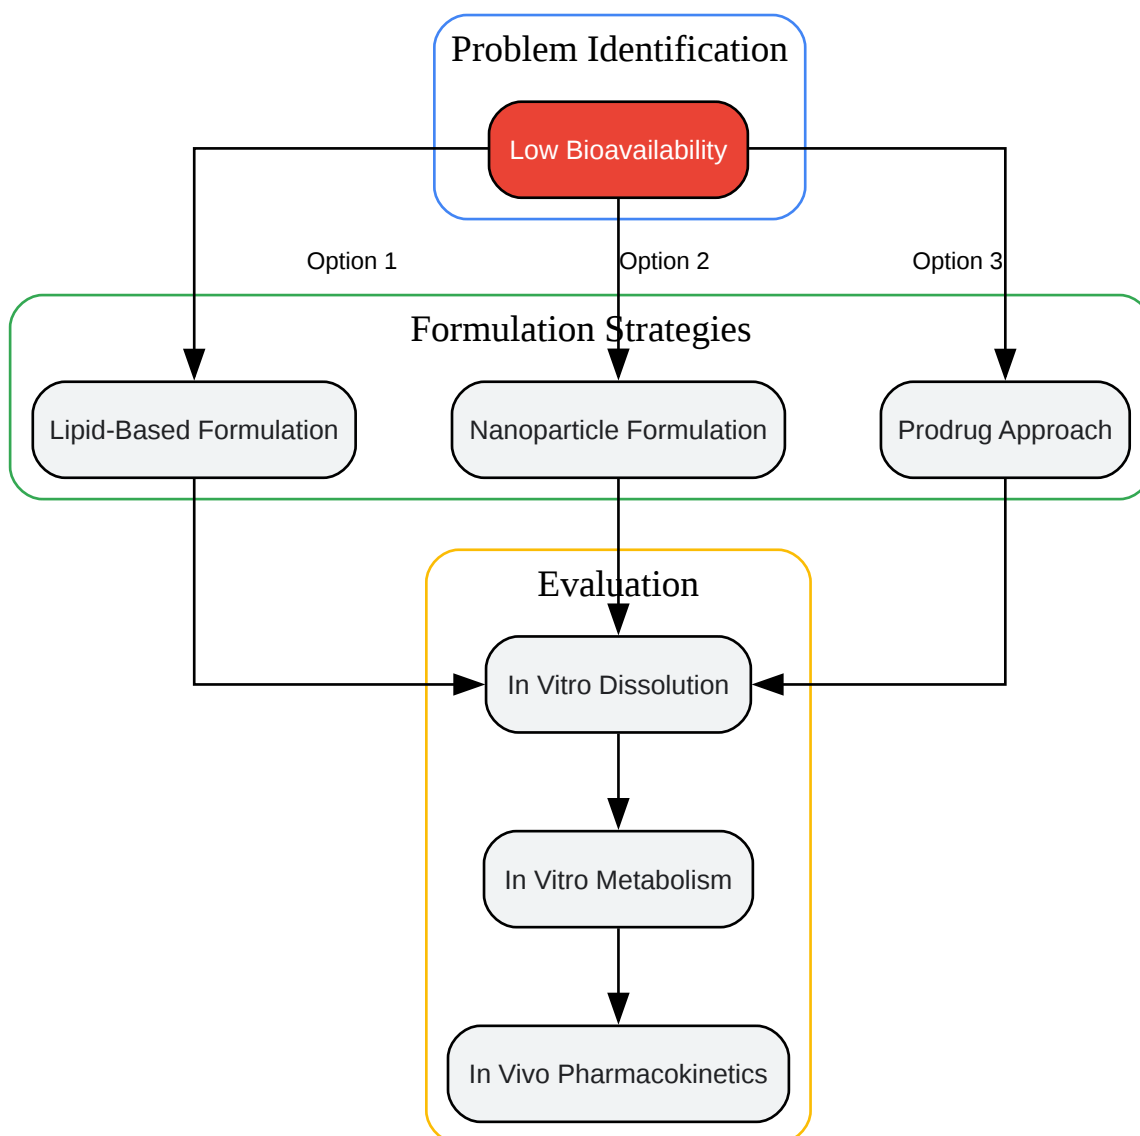 Problem Identification
Low Bioavailability
Option 1
Option 2
Option 3
Formulation Strategies
Lipid-Based Formulation
Nanoparticle Formulation
Prodrug Approach
Evaluation
In Vitro Dissolution
In Vitro Metabolism
In Vivo Pharmacokinetics